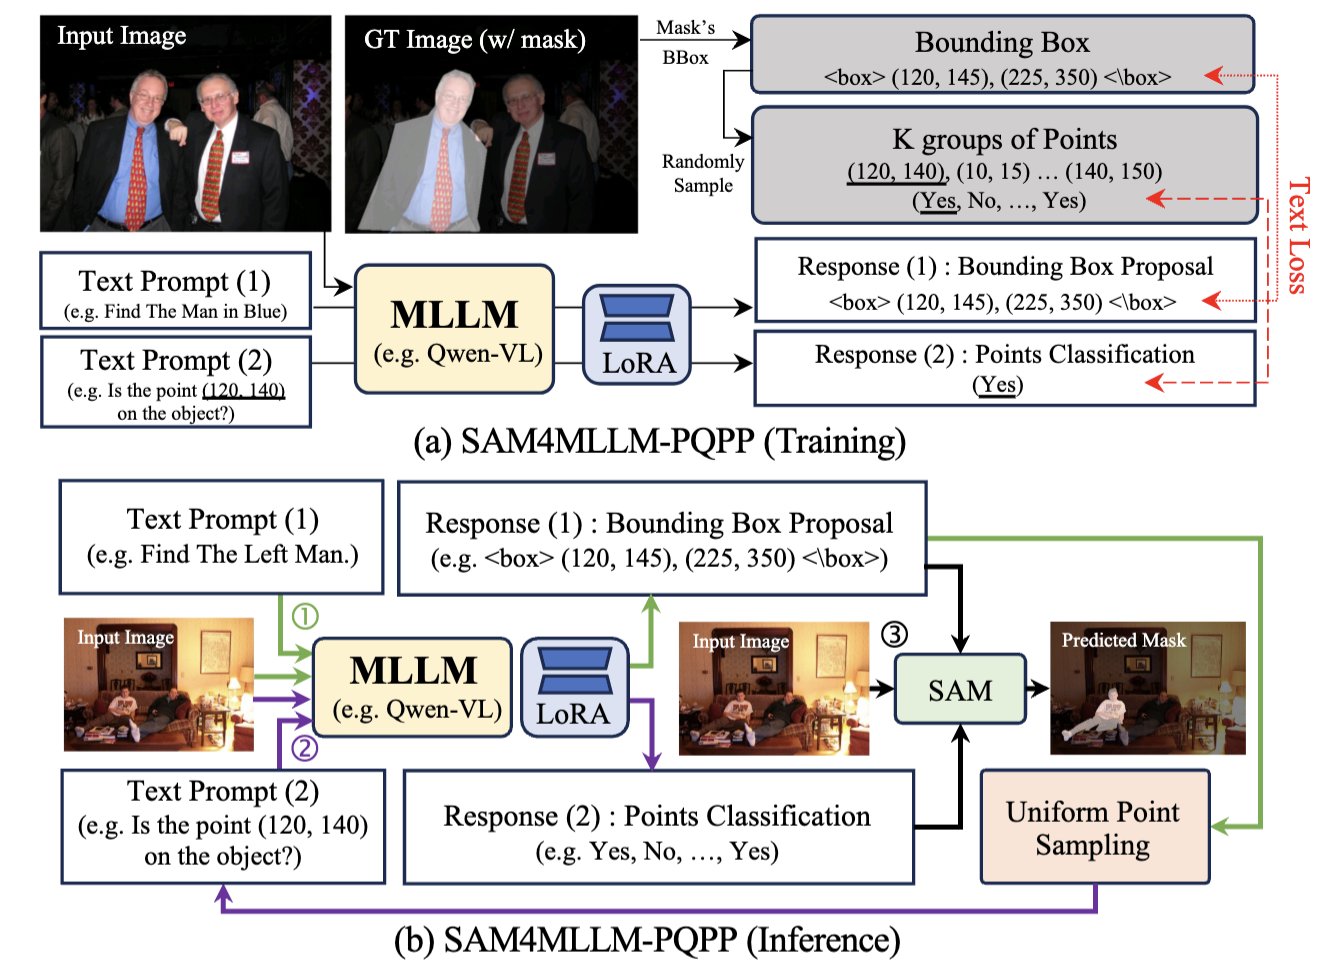 Input Image
GT Image (w/ mask)
Mask's
BBox
Bounding Box
<box> (120, 145), (225, 350) <\box>
Randomly
Sample
K groups of Points
(120, 140), (10, 15) … (140, 150)
(Yes, No, …, Yes)
Text Loss
Text Prompt (1)
(e.g. Find The Man in Blue)
Text Prompt (2)
(e.g. Is the point (120, 140)
on the object?)
MLLM
(e.g. Qwen-VL)
LoRA
Response (1) : Bounding Box Proposal
<box> (120, 145), (225, 350) <\box>
Response (2) : Points Classification
(Yes)
(a) SAM4MLLM-PQPP (Training)
Text Prompt (1)
(e.g. Find The Left Man.)
Response (1) : Bounding Box Proposal
(e.g. <box> (120, 145), (225, 350) <\box>)
①
Input Image
MLLM
(e.g. Qwen-VL)
LoRA
②
Input Image
③
SAM
Predicted Mask
Text Prompt (2)
(e.g. Is the point (120, 140)
on the object?)
Response (2) : Points Classification
(e.g. Yes, No, …, Yes)
Uniform Point
Sampling
(b) SAM4MLLM-PQPP (Inference)